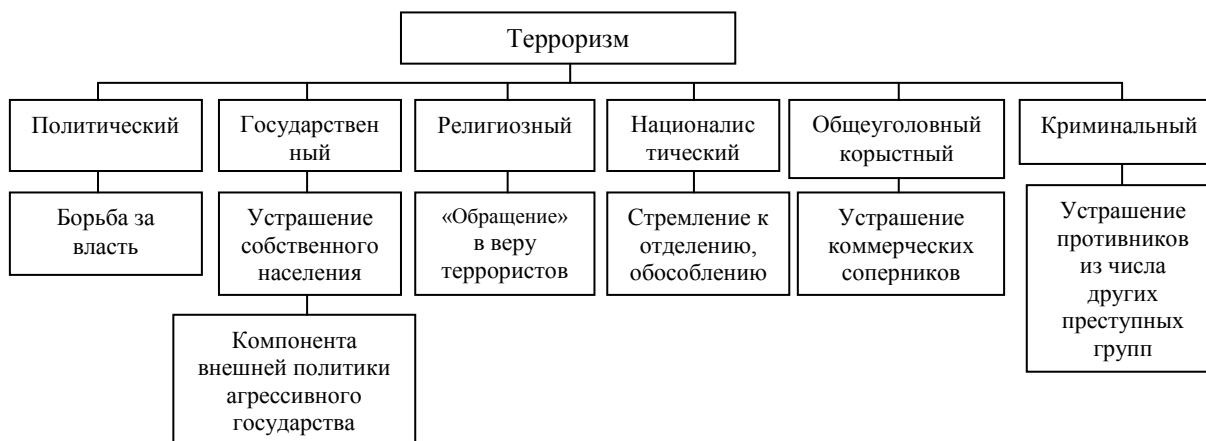 Терроризм
Политический
Государствен
ный
Религиозный
Националис
тический
Общеуголовный
корыстный
Криминальный
Борьба за
власть
Устрашение
собственного
населения
«Обращение»
в веру
террористов
Стремление к
отделению,
обособлению
Устрашение
коммерческих
соперников
Устрашение
противников
из числа
других
преступных
групп
Компонента
внешней политики
агрессивного
государства